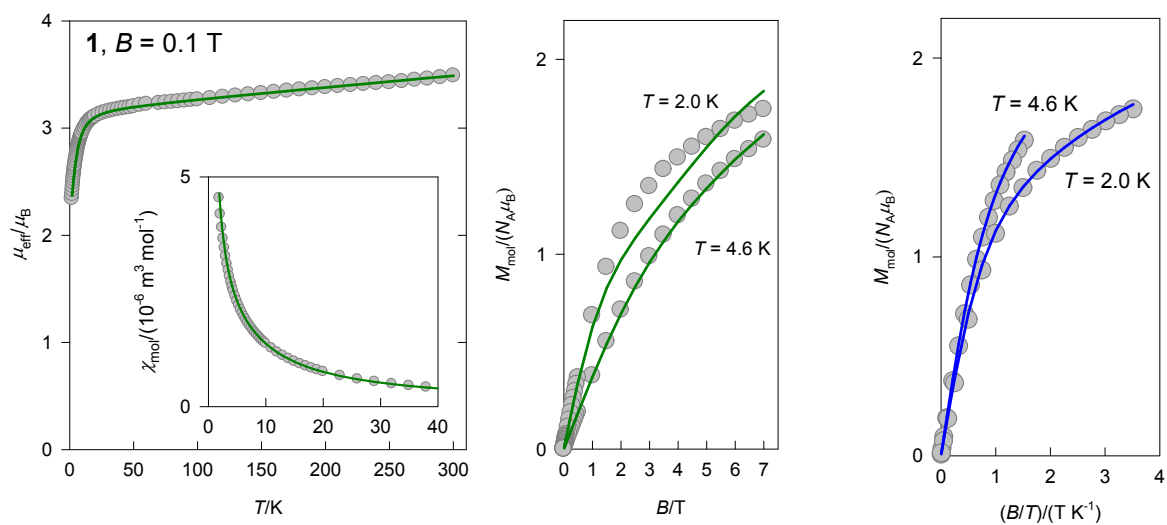 1, B = 0.1 T
μeff/μB
4
3
2
1
0
0
50
100
150
200
250
300
T/K
χmol/(10⁻⁶ m³ mol⁻¹)
5
0
0
10
20
30
40
Mmol/(NAμB)
2
1
0
T = 2.0 K
T = 4.6 K
0 1 2 3 4 5 6 7
B/T
Mmol/(NAμB)
2
1
0
T = 4.6 K
T = 2.0 K
0 1 2 3 4
(B/T)/(T K⁻¹)